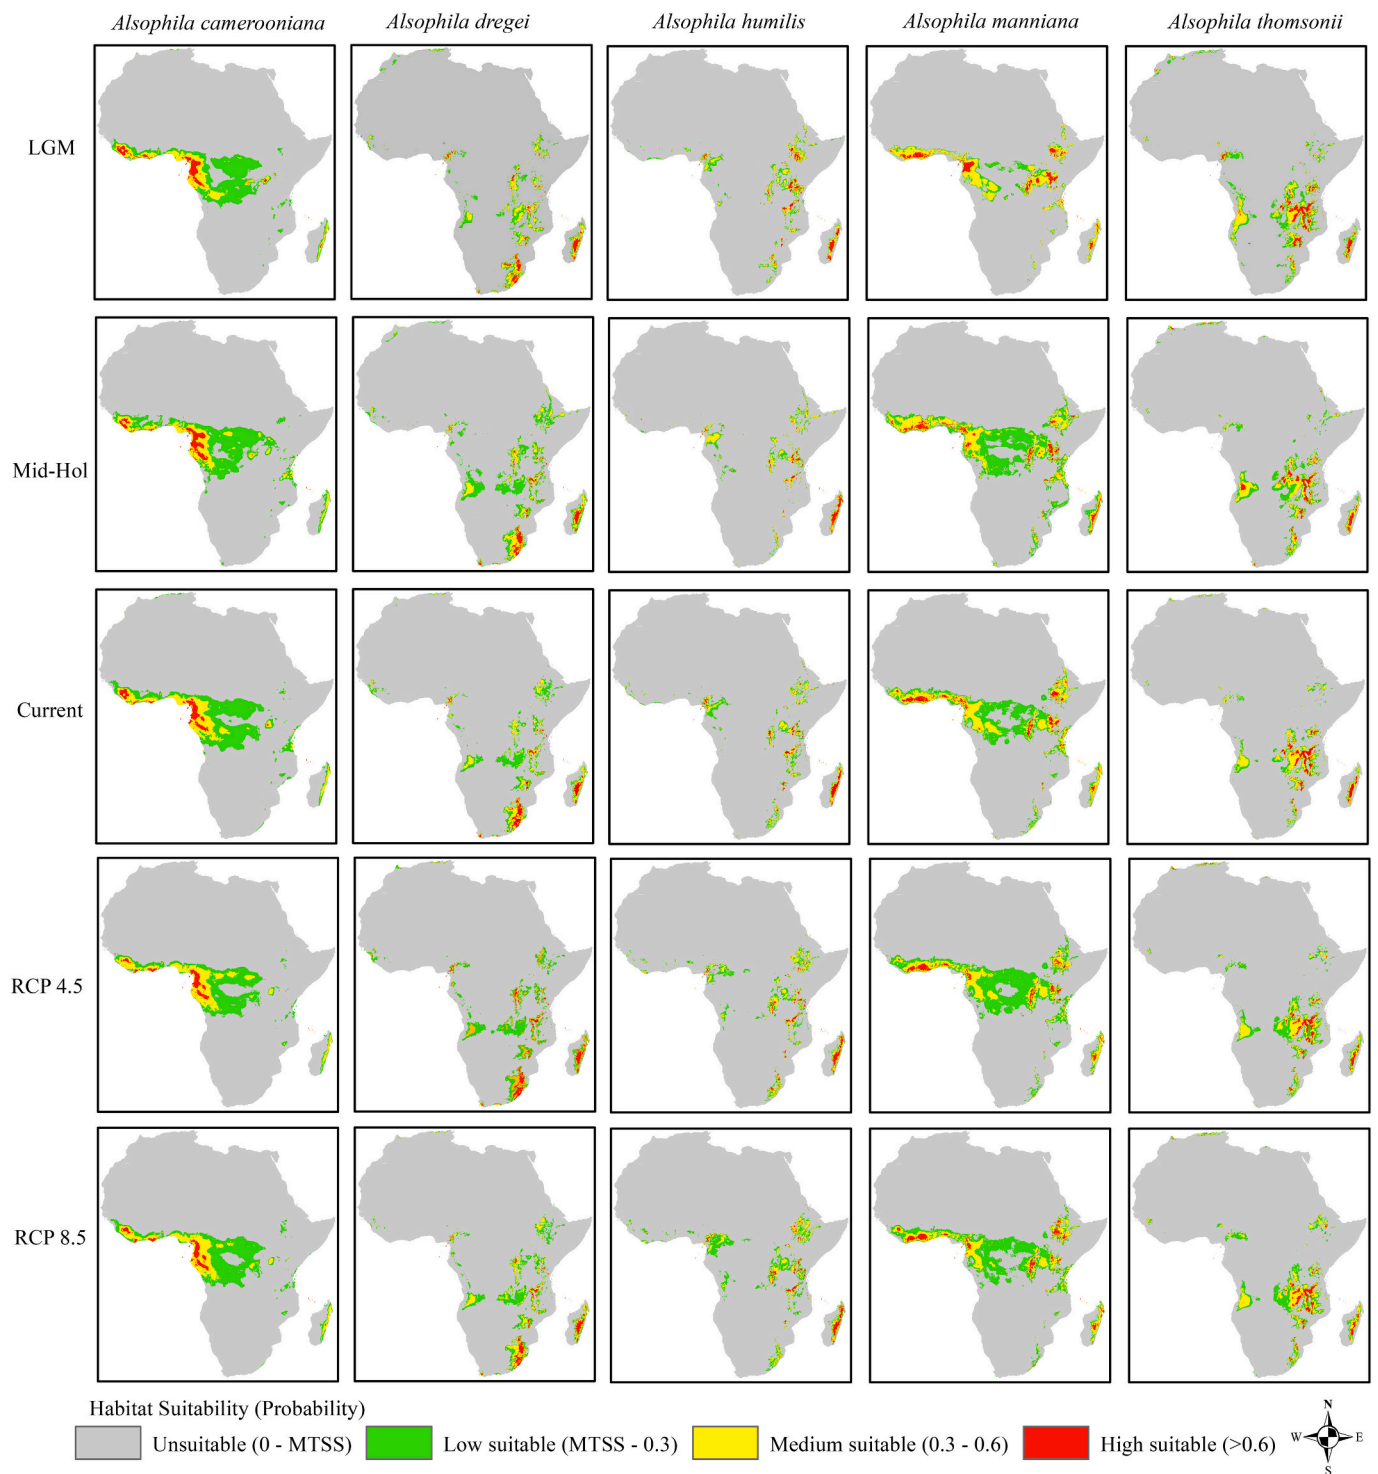 Alsophila camerooniana Alsophila dregei Alsophila humilis Alsophila manniana Alsophila thomsonii
LGM
Mid-Hol
Current
RCP 4.5
RCP 8.5
Habitat Suitability (Probability)
Unsuitable (0 - MTSS) Low suitable (MTSS - 0.3) Medium suitable (0.3 - 0.6) High suitable (>0.6)
N
W E
S